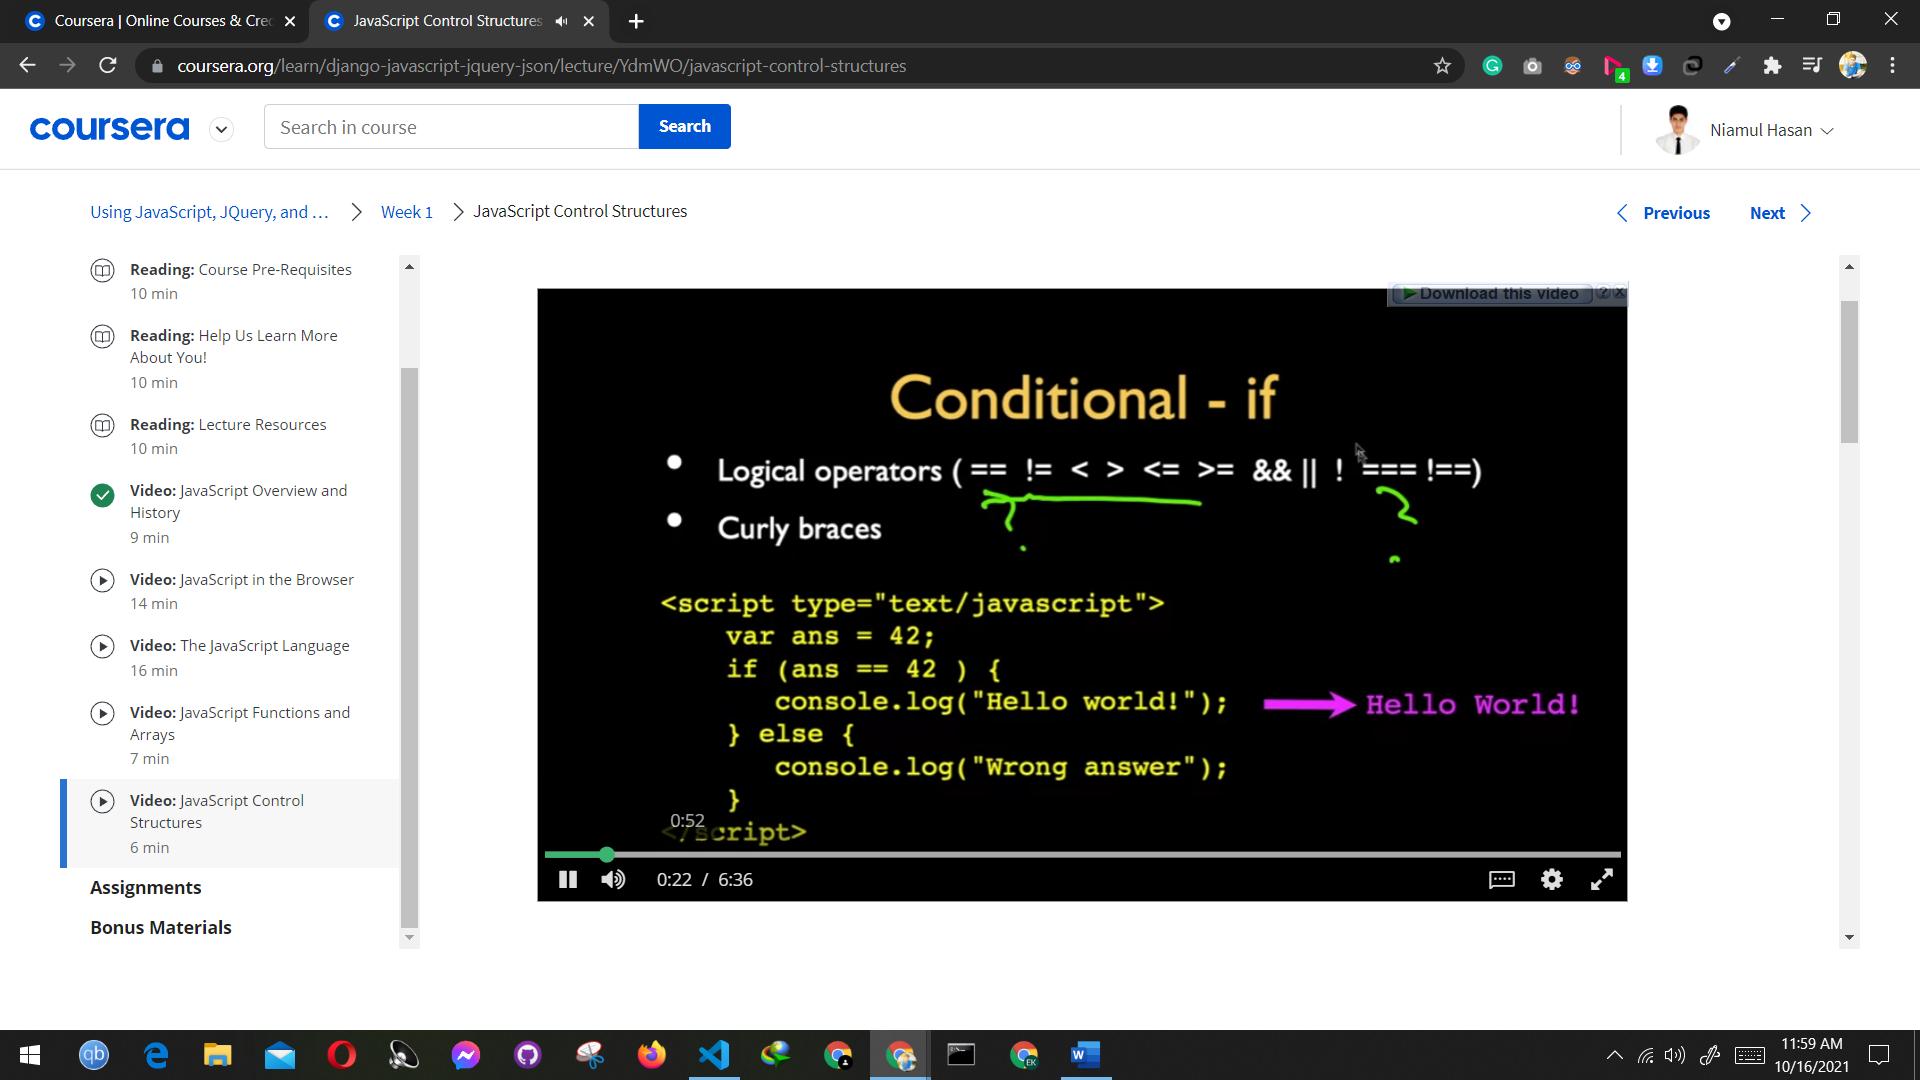 Coursera | Online Courses & Cre
JavaScript Control Structures
coursera.org/learn/django-javascript-jquery-json/lecture/YdmWO/javascript-control-structures
4
coursera
Search in course
Search
Niamul Hasan
Using JavaScript, JQuery, and ...
Week 1
JavaScript Control Structures
Previous
Next
Reading: Course Pre-Requisites
10 min
Reading: Help Us Learn More
About You!
10 min
Reading: Lecture Resources
10 min
Video: JavaScript Overview and
History
9 min
Video: JavaScript in the Browser
14 min
Video: The JavaScript Language
16 min
Video: JavaScript Functions and
Arrays
7 min
Video: JavaScript Control
Structures
6 min
Assignments
Bonus Materials
Download this video
Conditional - if
• Logical operators ( == != < > <= >= && || ! === !==)
• Curly braces
<script type="text/javascript">
var ans = 42;
if (ans == 42 ) {
console.log("Hello world!");
Hello World!
} else {
console.log("Wrong answer");
}
</script>
0:52
0:22 / 6:36
qb
EK
W
11:59 AM
10/16/2021